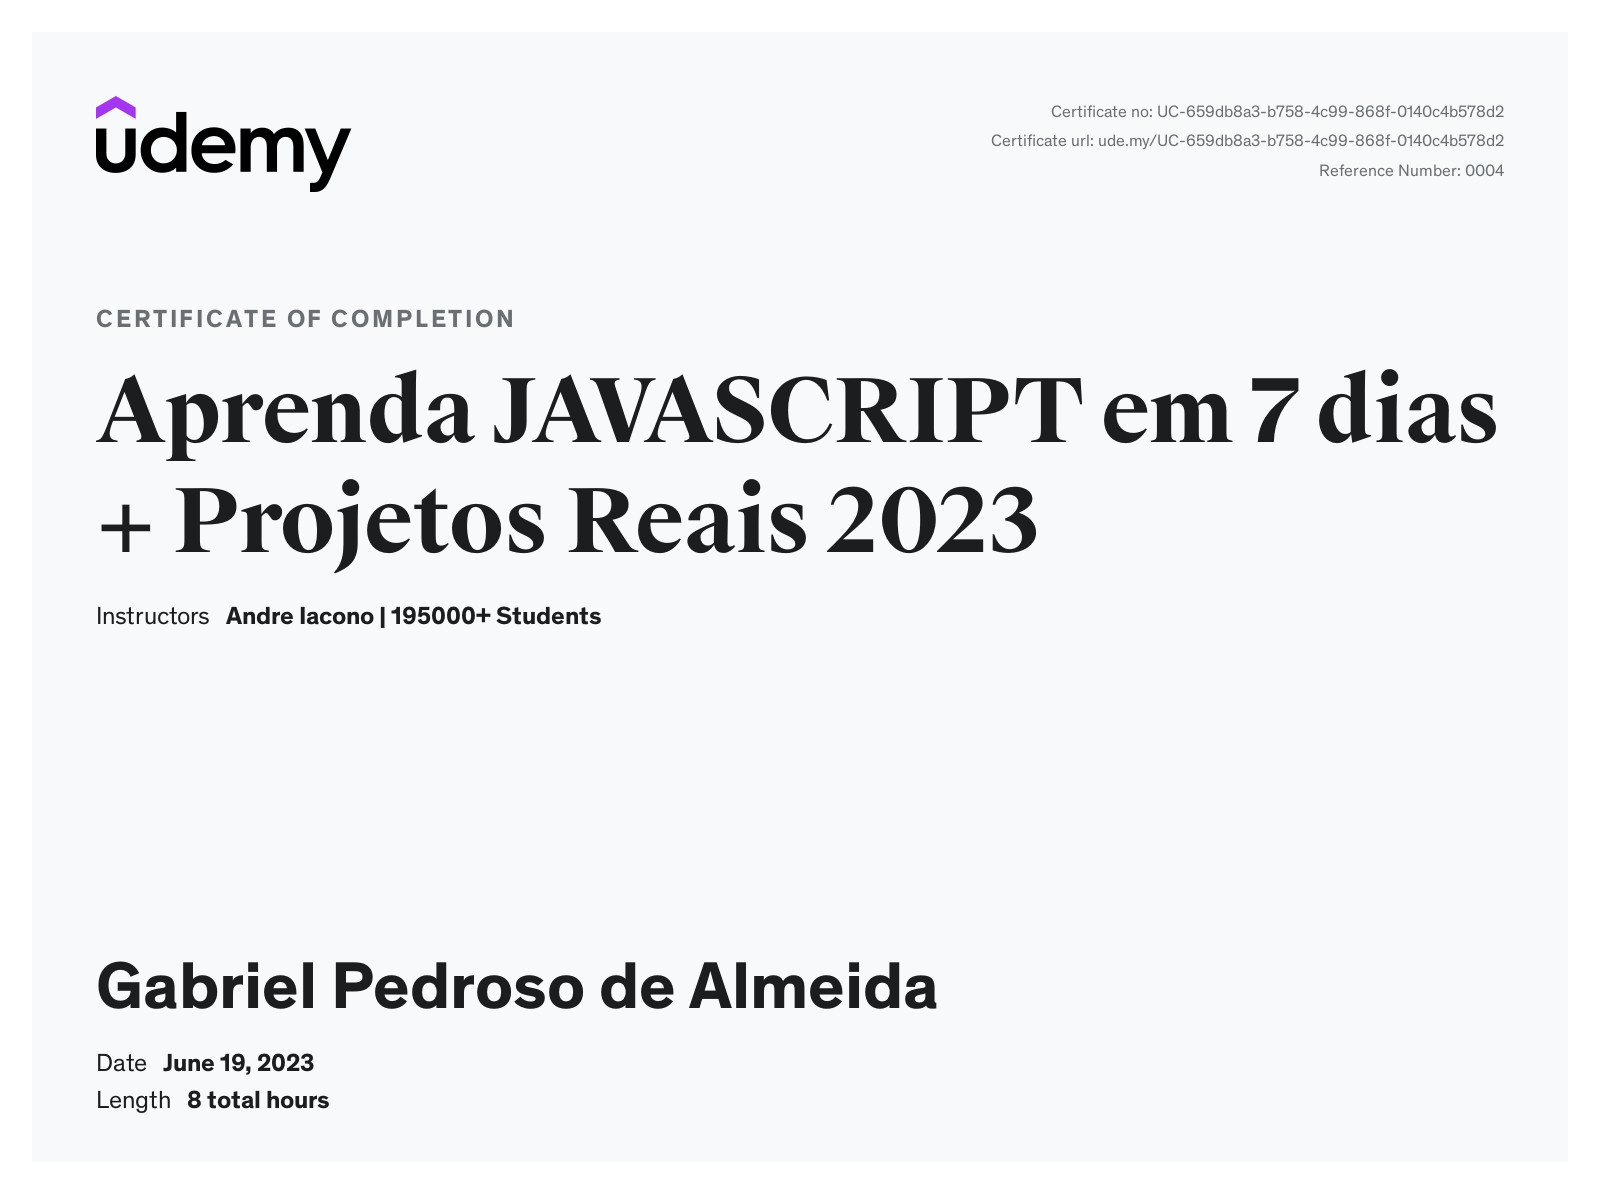 udemy
Certificate no: UC-659db8a3-b758-4c99-868f-0140c4b578d2
Certificate url: ude.my/UC-659db8a3-b758-4c99-868f-0140c4b578d2
Reference Number: 0004
CERTIFICATE OF COMPLETION
Aprenda JAVASCRIPT em 7 dias
+ Projetos Reais 2023
Instructors Andre Iacono | 195000+ Students
Gabriel Pedroso de Almeida
Date June 19, 2023
Length 8 total hours